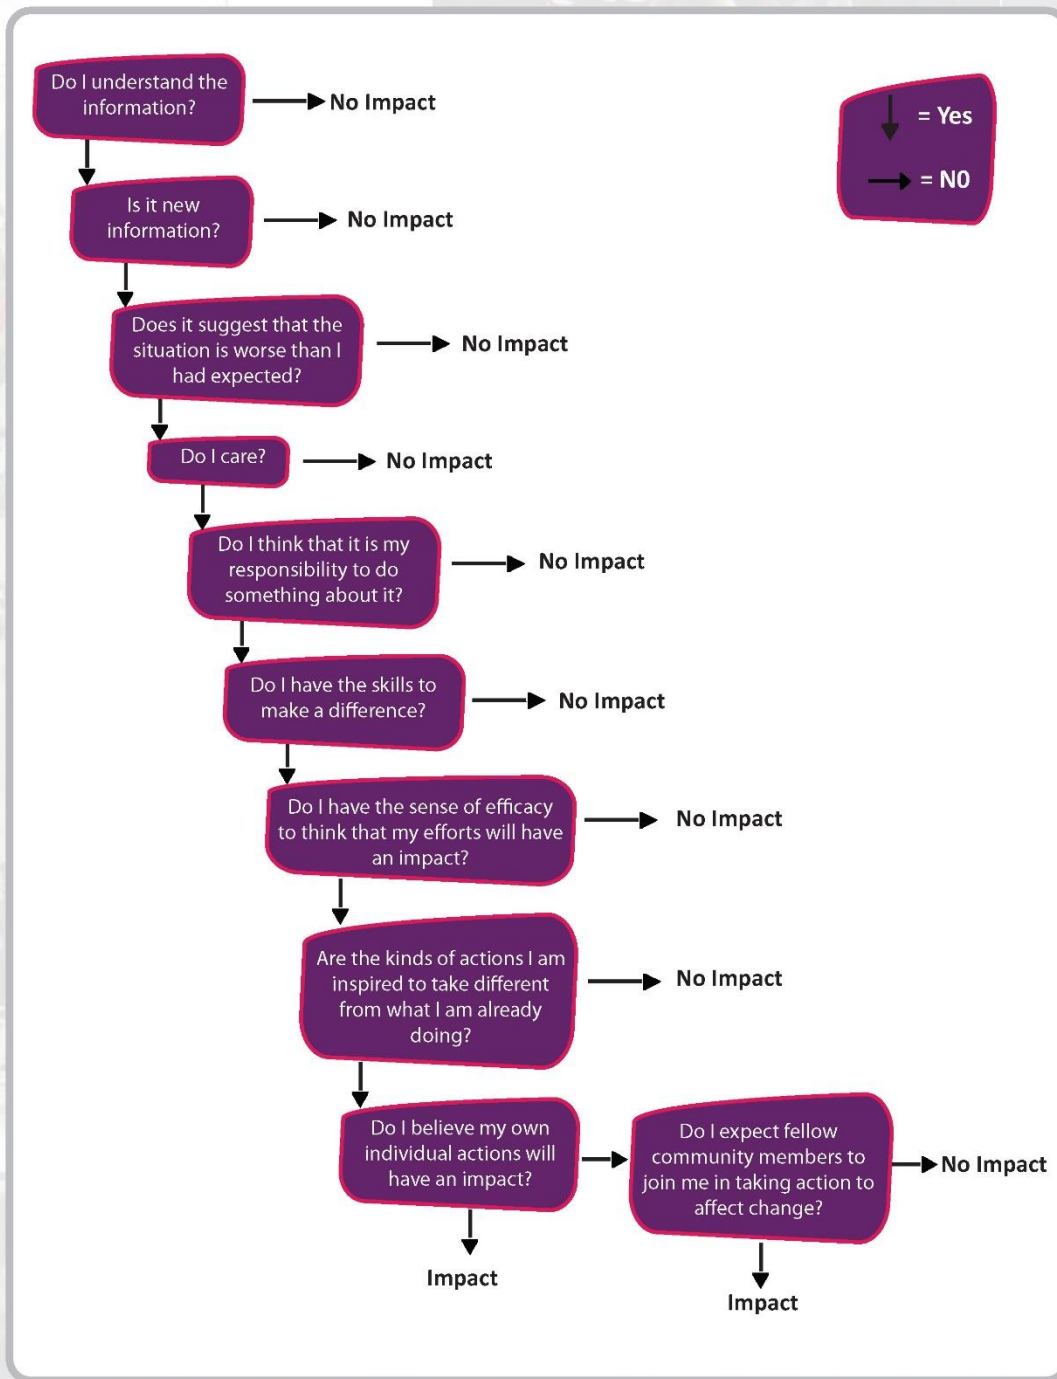 Do I understand the
information?
No Impact
= Yes
= N0
Is it new
information?
No Impact
Does it suggest that the
situation is worse than I
had expected?
No Impact
Do I care?
No Impact
Do I think that it is my
responsibility to do
something about it?
No Impact
Do I have the skills to
make a difference?
No Impact
Do I have the sense of efficacy
to think that my efforts will have
an impact?
No Impact
Are the kinds of actions I am
inspired to take different
from what I am already
doing?
No Impact
Do I believe my own
individual actions will
have an impact?
Do I expect fellow
community members to
join me in taking action to
affect change?
No Impact
Impact
Impact